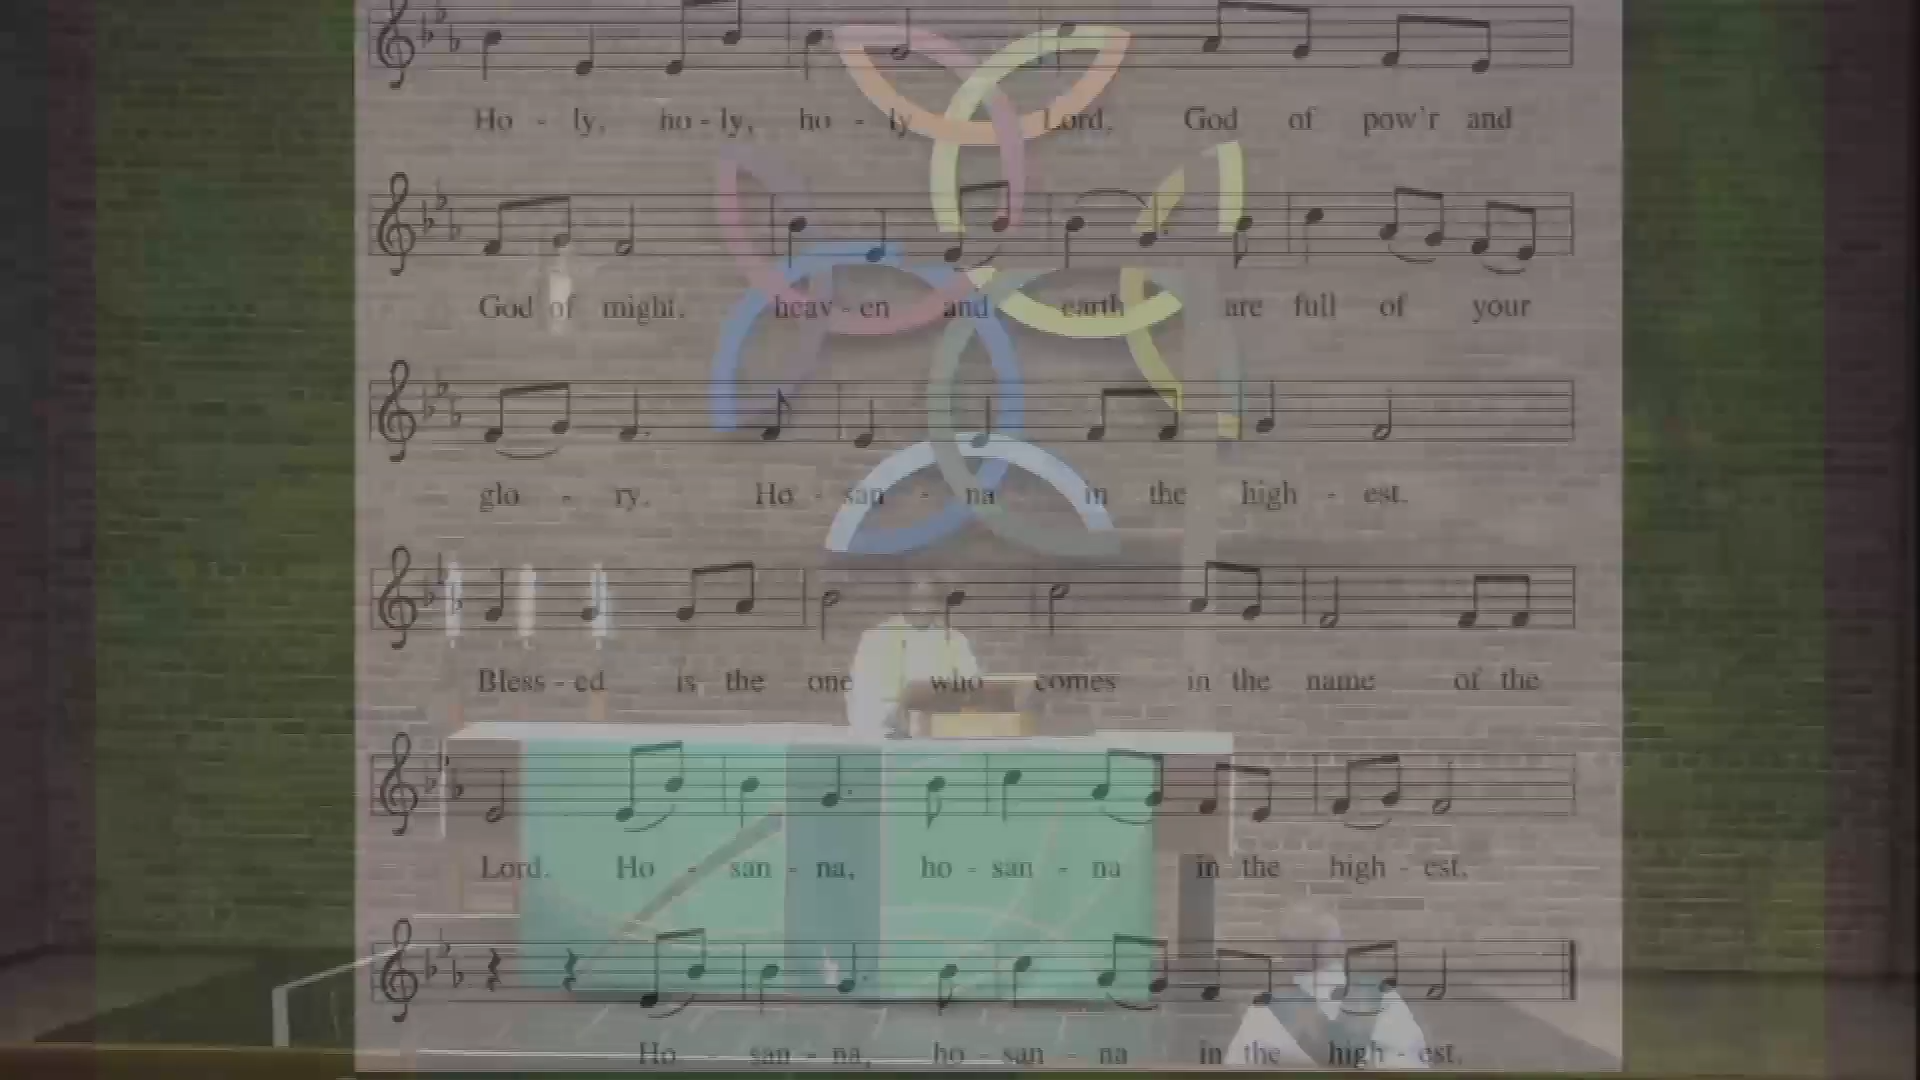 Ho - ly, ho - ly, ho - ly Lord, God of pow'r and
God of might, heav - en and earth are full of your
glo - ry. Ho - san - na in the high - est.
Bless - ed is the one who comes in the name of the
Lord. Ho - san - na, ho - san - na in the high - est.
Ho - san - na, ho - san - na in the high - est.